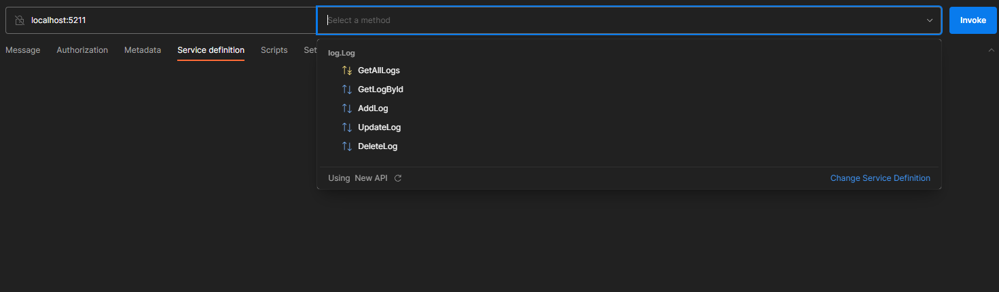 localhost:5211
Select a method
Invoke
Message
Authorization
Metadata
Service definition
Scripts
Set
log.Log
GetAllLogs
GetLogById
AddLog
UpdateLog
DeleteLog
Using New API
Change Service Definition